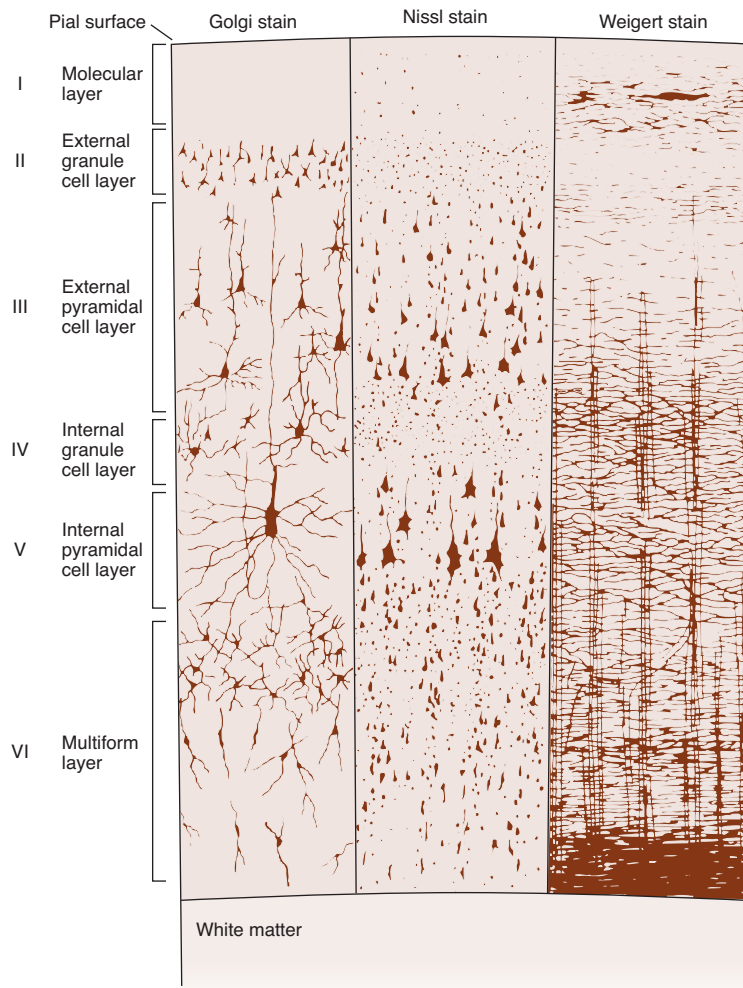 Pial surface
Golgi stain
Nissl stain
Weigert stain
I
Molecular
layer
II
External
granule
cell layer
III
External
pyramidal
cell layer
IV
Internal
granule
cell layer
V
Internal
pyramidal
cell layer
VI
Multiform
layer
White matter